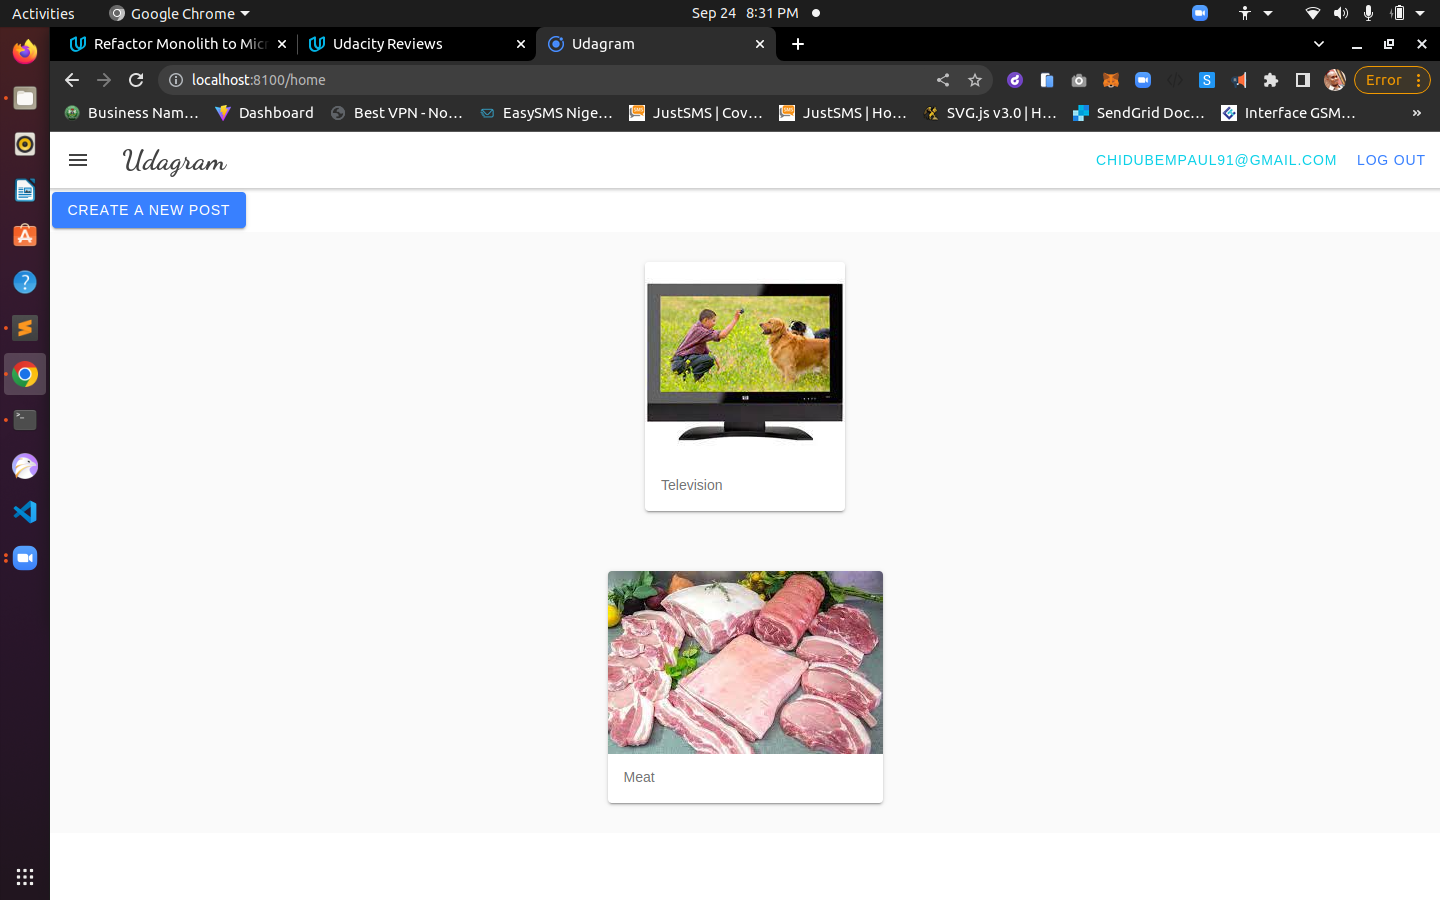 Activities Google Chrome Sep 24 8:31 PM
Refactor Monolith to Mic Udacity Reviews Udagram
localhost:8100/home Error
Business Nam… Dashboard Best VPN - No… EasySMS Nige… JustSMS | Cov… JustSMS | Ho… SVG.js v3.0 | H… SendGrid Doc… Interface GSM… »
Udagram CHIDUBEMPAUL91@GMAIL.COM LOG OUT
CREATE A NEW POST
Television
Meat